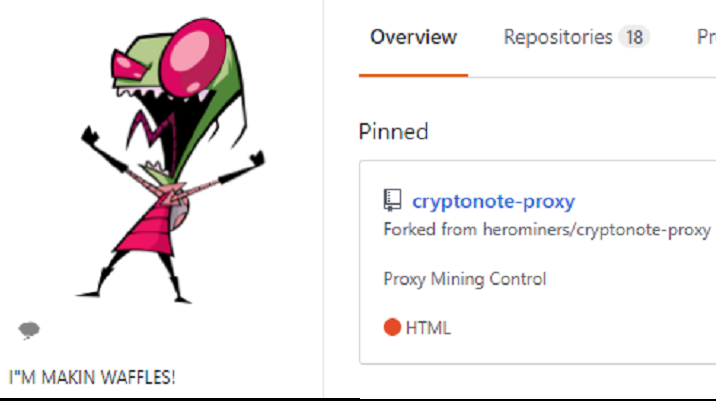 I"M MAKIN WAFFLES!
Overview Repositories 18 Pr
Pinned
cryptonote-proxy
Forked from herominers/cryptonote-proxy
Proxy Mining Control
HTML